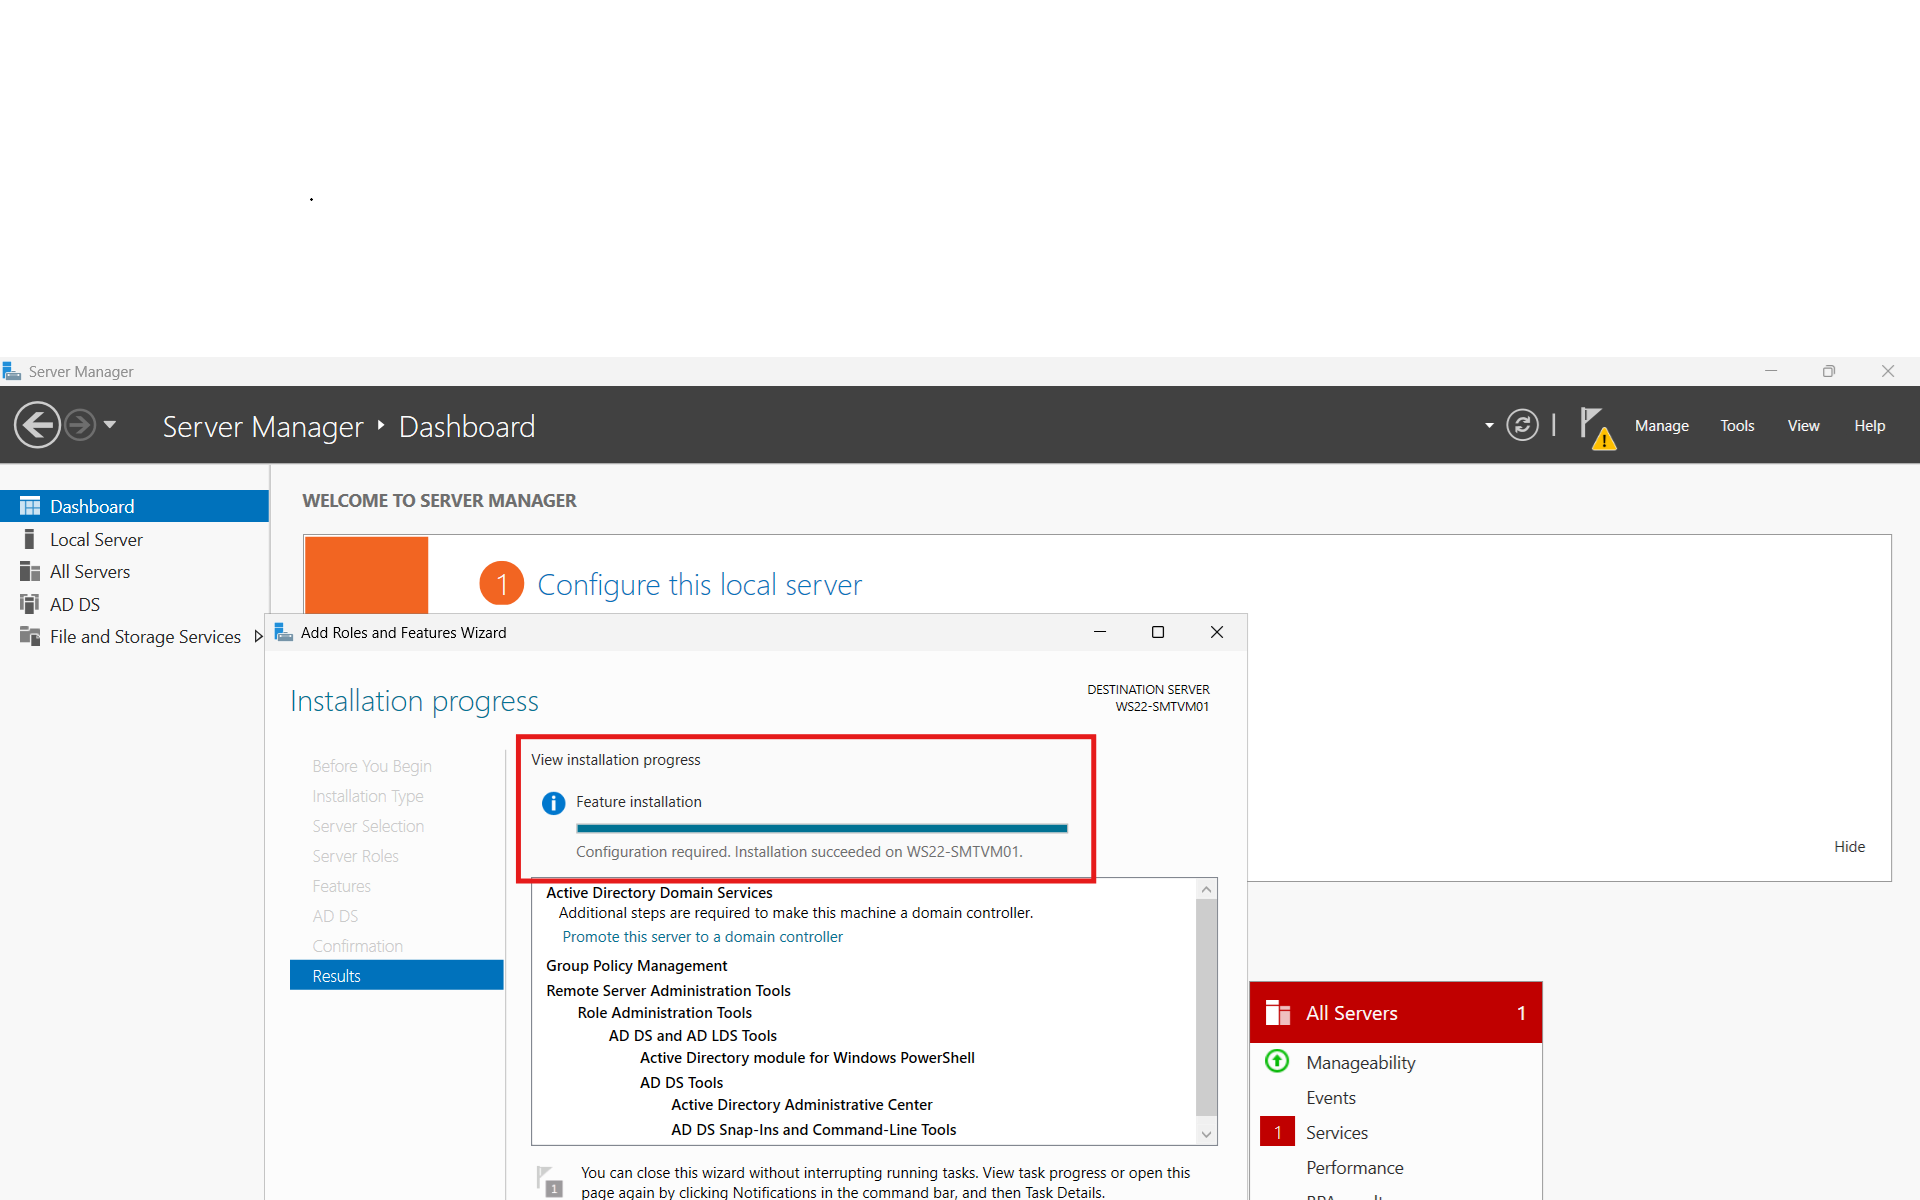 Server Manager
Server Manager ‣ Dashboard
Manage Tools View Help
Dashboard
Local Server
All Servers
AD DS
File and Storage Services
WELCOME TO SERVER MANAGER
1 Configure this local server
Hide
Add Roles and Features Wizard
Installation progress
DESTINATION SERVER
WS22-SMTVM01
Before You Begin
Installation Type
Server Selection
Server Roles
Features
AD DS
Confirmation
Results
View installation progress
Feature installation
Configuration required. Installation succeeded on WS22-SMTVM01.
Active Directory Domain Services
Additional steps are required to make this machine a domain controller.
Promote this server to a domain controller
Group Policy Management
Remote Server Administration Tools
Role Administration Tools
AD DS and AD LDS Tools
Active Directory module for Windows PowerShell
AD DS Tools
Active Directory Administrative Center
AD DS Snap-Ins and Command-Line Tools
1
You can close this wizard without interrupting running tasks. View task progress or open this
page again by clicking Notifications in the command bar, and then Task Details.
All Servers 1
Manageability
Events
1 Services
Performance